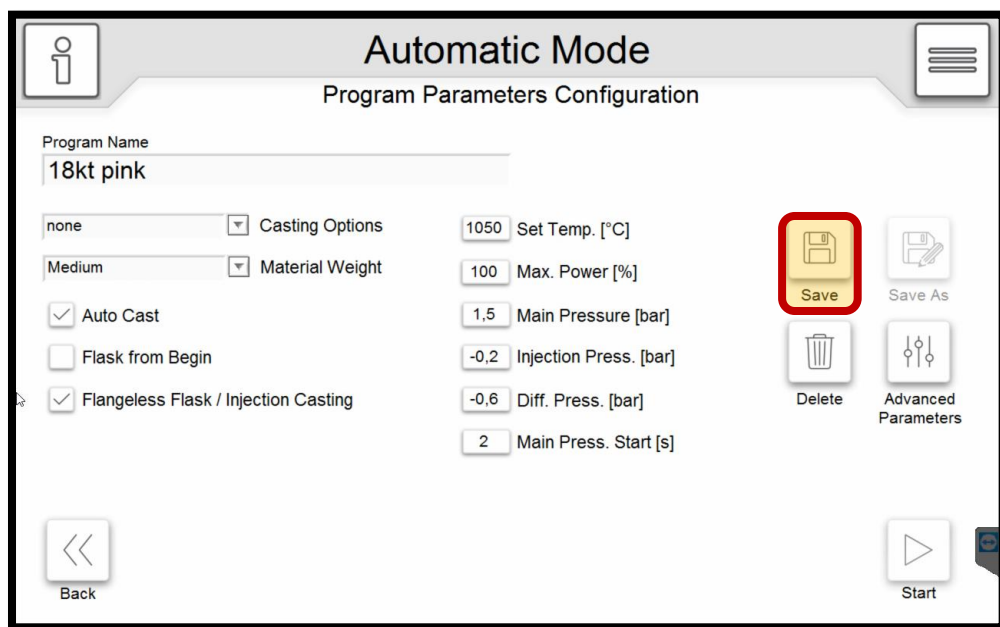 Automatic Mode
Program Parameters Configuration
Program Name
18kt pink
none Casting Options
Medium Material Weight
Auto Cast
Flask from Begin
Flangeless Flask / Injection Casting
1050 Set Temp. [°C]
100 Max. Power [%]
1,5 Main Pressure [bar]
-0,2 Injection Press. [bar]
-0,6 Diff. Press. [bar]
2 Main Press. Start [s]
Save
Save As
Delete
Advanced
Parameters
Back
Start